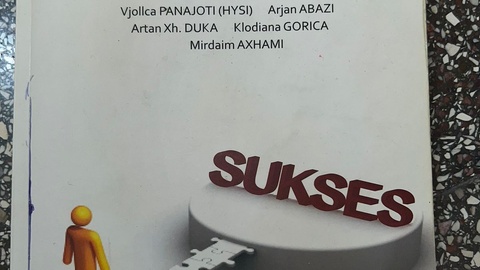 Vjollca PANAJOTI (HYSI) Arjan ABAZI
Artan Xh. DUKA Klodiana GORICA
Mirdaim AXHAMI
SUKSES